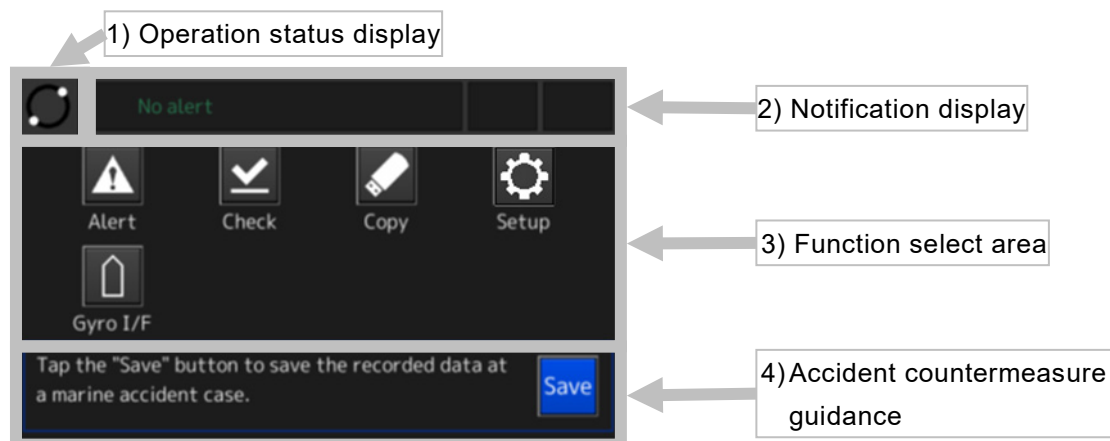 1) Operation status display
No alert
2) Notification display
Alert
Check
Copy
Setup
3) Function select area
Gyro I/F
Tap the "Save" button to save the recorded data at
a marine accident case.
Save
4)Accident countermeasure
guidance